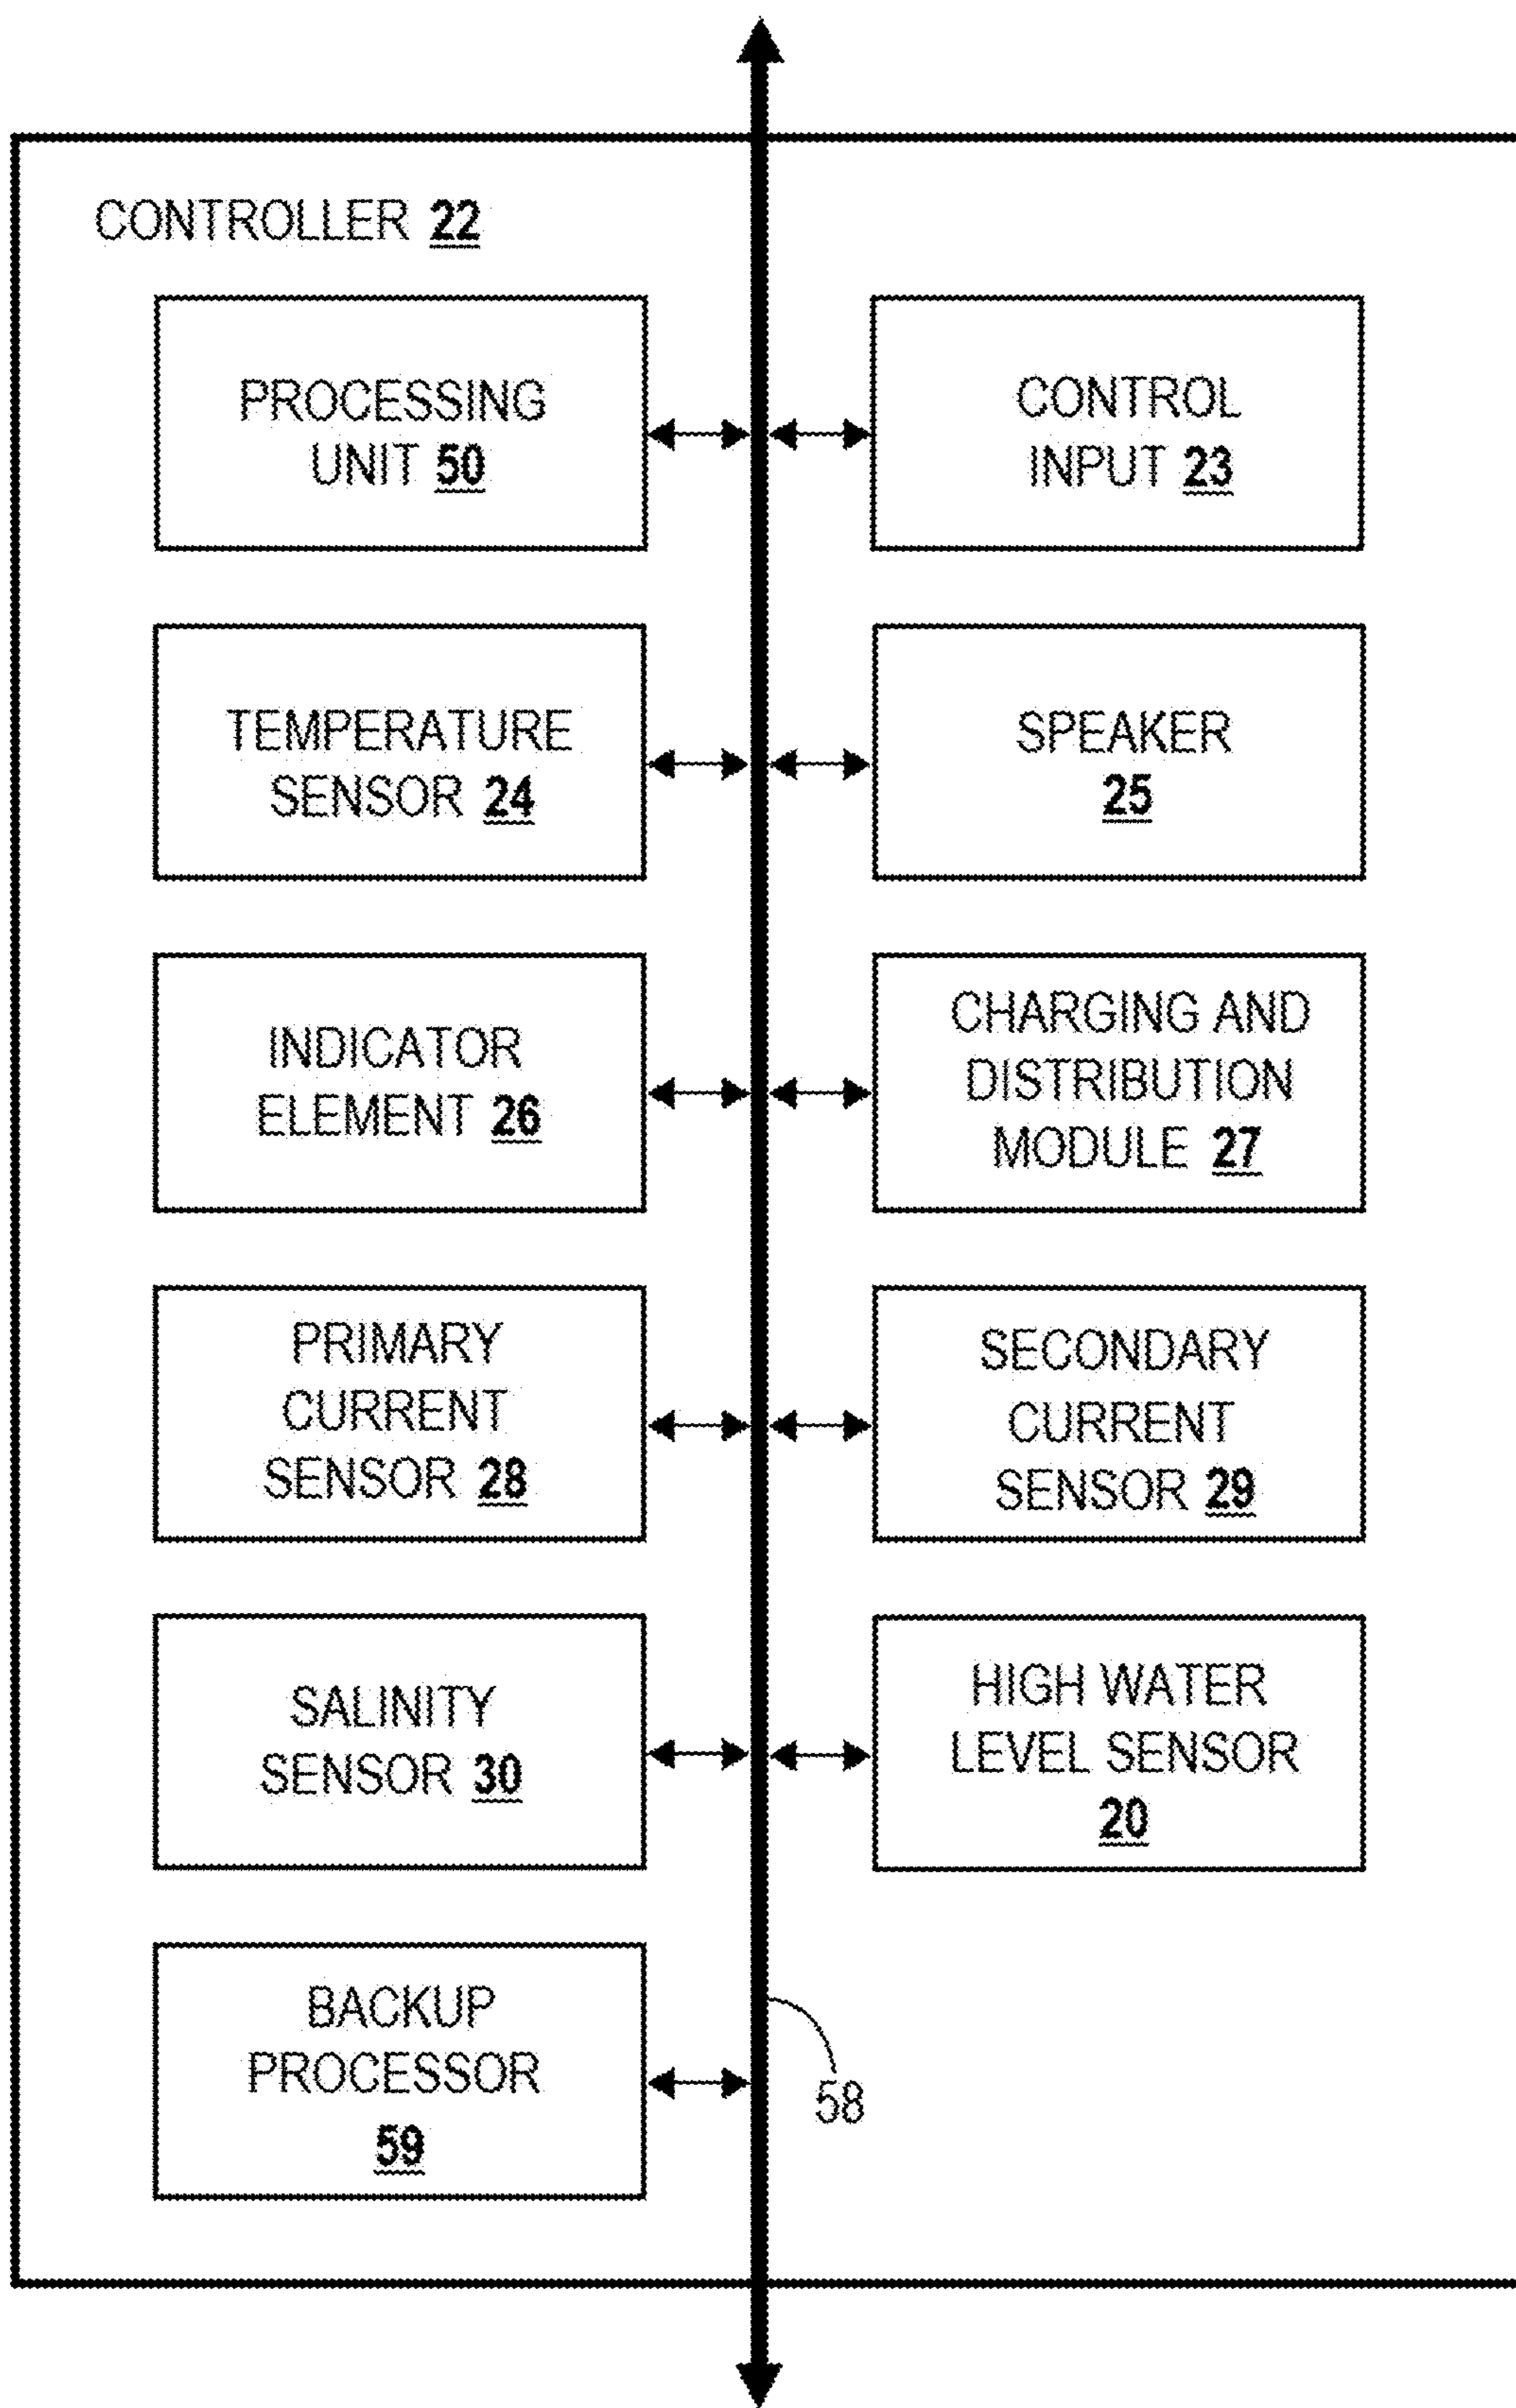 CONTROLLER 22
PROCESSING
UNIT 50
CONTROL
INPUT 23
TEMPERATURE
SENSOR 24
SPEAKER
25
INDICATOR
ELEMENT 26
CHARGING AND
DISTRIBUTION
MODULE 27
PRIMARY
CURRENT
SENSOR 28
SECONDARY
CURRENT
SENSOR 29
SALINITY
SENSOR 30
HIGH WATER
LEVEL SENSOR
20
BACKUP
PROCESSOR
59
58